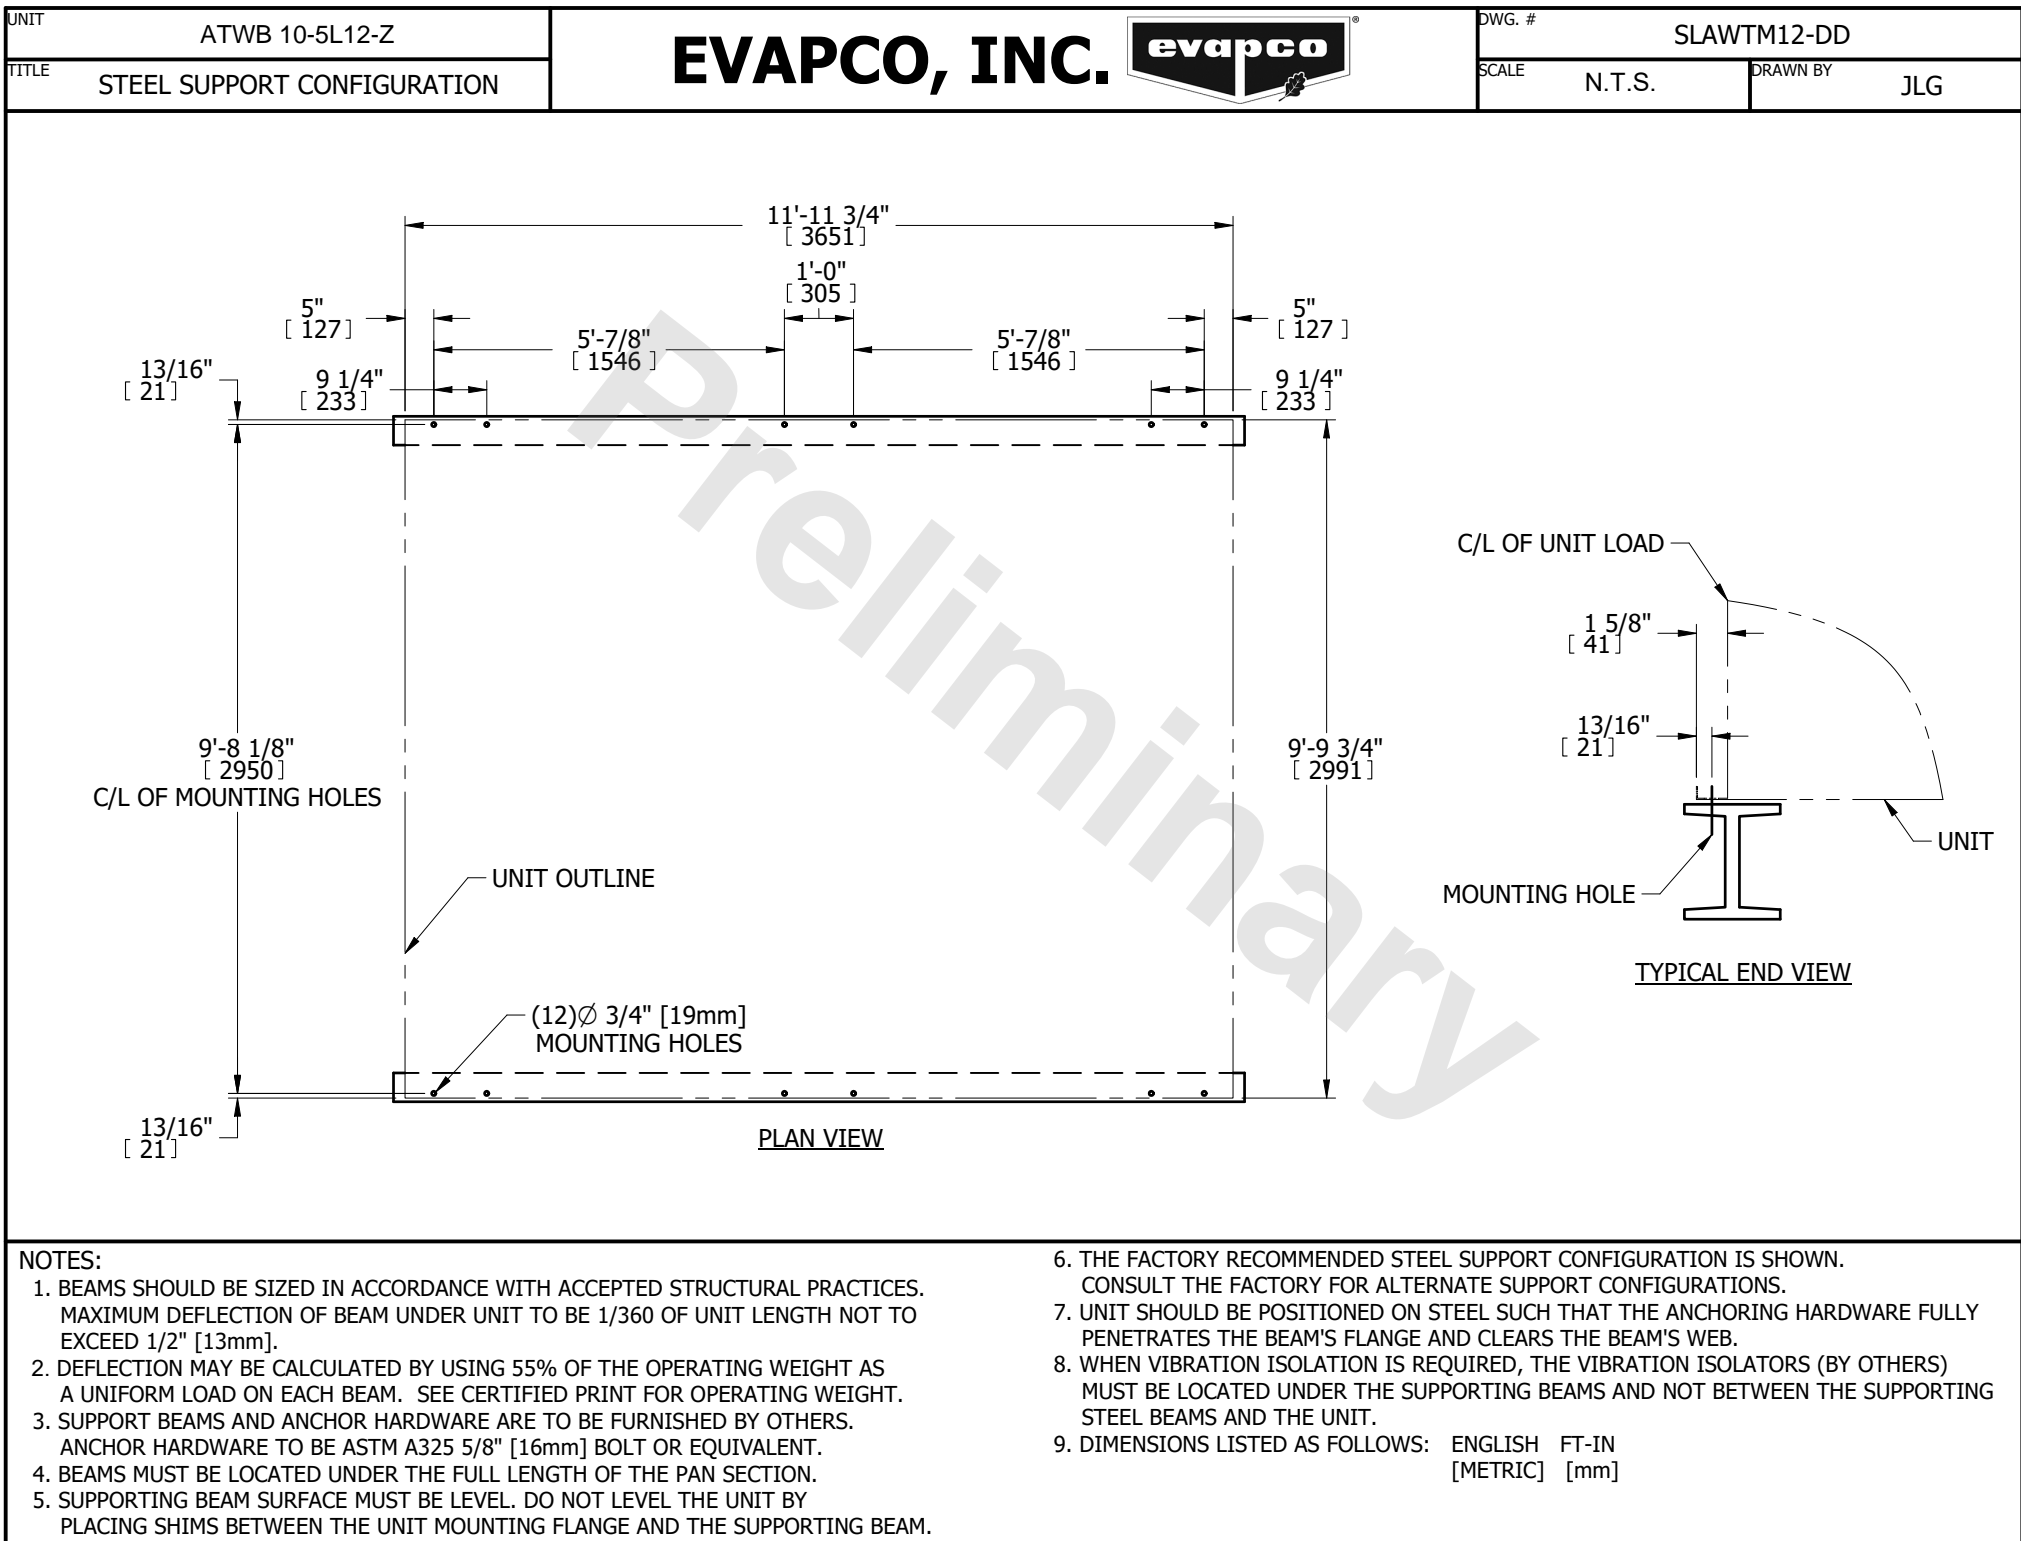 UNIT
ATWB 10-5L12-Z
TITLE
STEEL SUPPORT CONFIGURATION
EVAPCO, INC.
evapco
®
DWG. #
SLAWTM12-DD
SCALE
N.T.S.
DRAWN BY
JLG
11'-11 3/4"
[ 3651 ]
1'-0"
[ 305 ]
5"
[ 127 ]
5"
[ 127 ]
5'-7/8"
[ 1546 ]
5'-7/8"
[ 1546 ]
13/16"
[ 21 ]
9 1/4"
[ 233 ]
9 1/4"
[ 233 ]
Preliminary
C/L OF UNIT LOAD
1 5/8"
[ 41 ]
13/16"
[ 21 ]
9'-8 1/8"
[ 2950 ]
C/L OF MOUNTING HOLES
9'-9 3/4"
[ 2991 ]
UNIT
MOUNTING HOLE
UNIT OUTLINE
TYPICAL END VIEW
(12)∅ 3/4" [19mm]
MOUNTING HOLES
13/16"
[ 21 ]
PLAN VIEW
NOTES:
1. BEAMS SHOULD BE SIZED IN ACCORDANCE WITH ACCEPTED STRUCTURAL PRACTICES.
MAXIMUM DEFLECTION OF BEAM UNDER UNIT TO BE 1/360 OF UNIT LENGTH NOT TO
EXCEED 1/2" [13mm].
2. DEFLECTION MAY BE CALCULATED BY USING 55% OF THE OPERATING WEIGHT AS
A UNIFORM LOAD ON EACH BEAM. SEE CERTIFIED PRINT FOR OPERATING WEIGHT.
3. SUPPORT BEAMS AND ANCHOR HARDWARE ARE TO BE FURNISHED BY OTHERS.
ANCHOR HARDWARE TO BE ASTM A325 5/8" [16mm] BOLT OR EQUIVALENT.
4. BEAMS MUST BE LOCATED UNDER THE FULL LENGTH OF THE PAN SECTION.
5. SUPPORTING BEAM SURFACE MUST BE LEVEL. DO NOT LEVEL THE UNIT BY
PLACING SHIMS BETWEEN THE UNIT MOUNTING FLANGE AND THE SUPPORTING BEAM.
6. THE FACTORY RECOMMENDED STEEL SUPPORT CONFIGURATION IS SHOWN.
CONSULT THE FACTORY FOR ALTERNATE SUPPORT CONFIGURATIONS.
7. UNIT SHOULD BE POSITIONED ON STEEL SUCH THAT THE ANCHORING HARDWARE FULLY
PENETRATES THE BEAM'S FLANGE AND CLEARS THE BEAM'S WEB.
8. WHEN VIBRATION ISOLATION IS REQUIRED, THE VIBRATION ISOLATORS (BY OTHERS)
MUST BE LOCATED UNDER THE SUPPORTING BEAMS AND NOT BETWEEN THE SUPPORTING
STEEL BEAMS AND THE UNIT.
9. DIMENSIONS LISTED AS FOLLOWS: ENGLISH FT-IN
[METRIC] [mm]